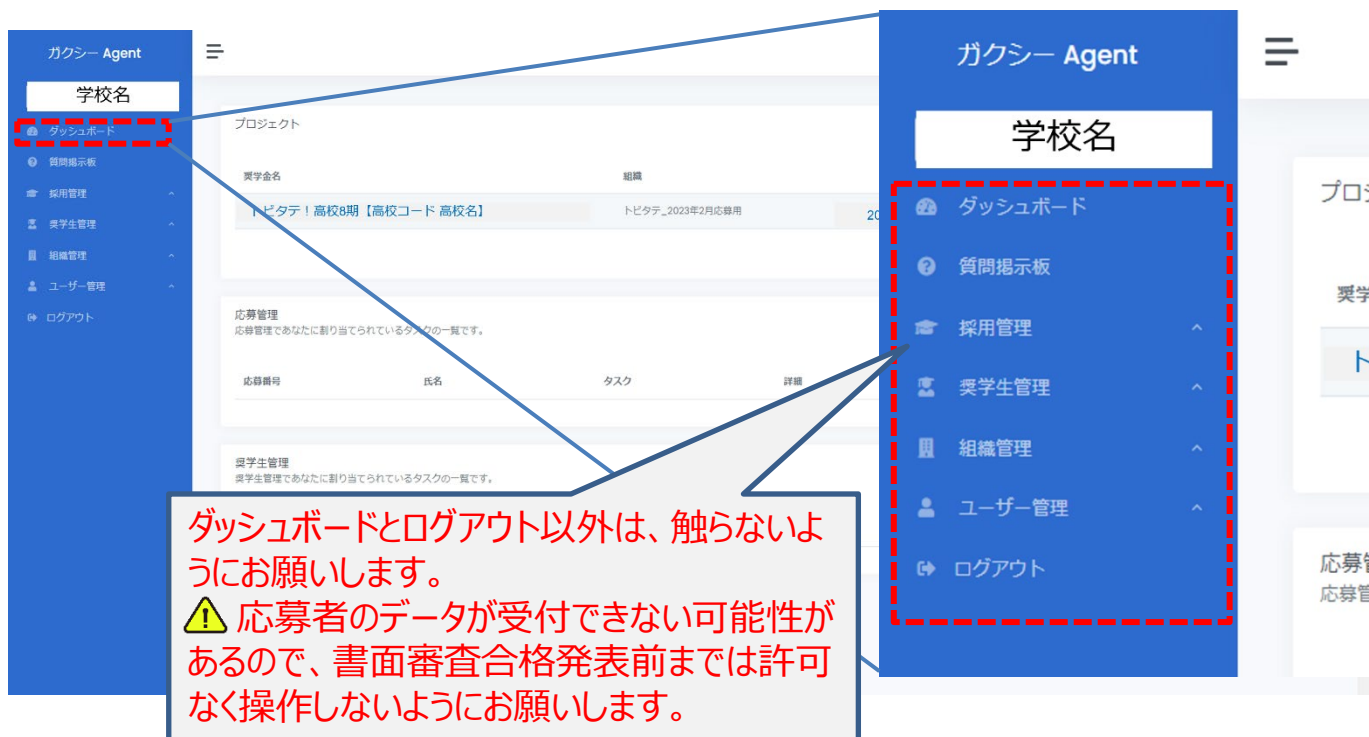 ガクシー Agent
学校名
ダッシュボード
質問掲示板
採用管理
奨学生管理
組織管理
ユーザー管理
ログアウト
プロジェクト
奨学金名
組織
トビタテ！高校8期【高校コード 高校名】
トビタテ_2023年2月応募用
20
応募管理
応募管理であなたに割り当てられているタスクの一覧です。
応募番号
氏名
タスク
詳細
奨学生管理
奨学生管理であなたに割り当てられているタスクの一覧です。
ダッシュボードとログアウト以外は、触らないよ
うにお願いします。
応募者のデータが受付できない可能性が
あるので、書面審査合格発表前までは許可
なく操作しないようにお願いします。
ガクシー Agent
学校名
ダッシュボード
質問掲示板
採用管理
奨学生管理
組織管理
ユーザー管理
ログアウト
プロ
奨学
ト
応募
応募管